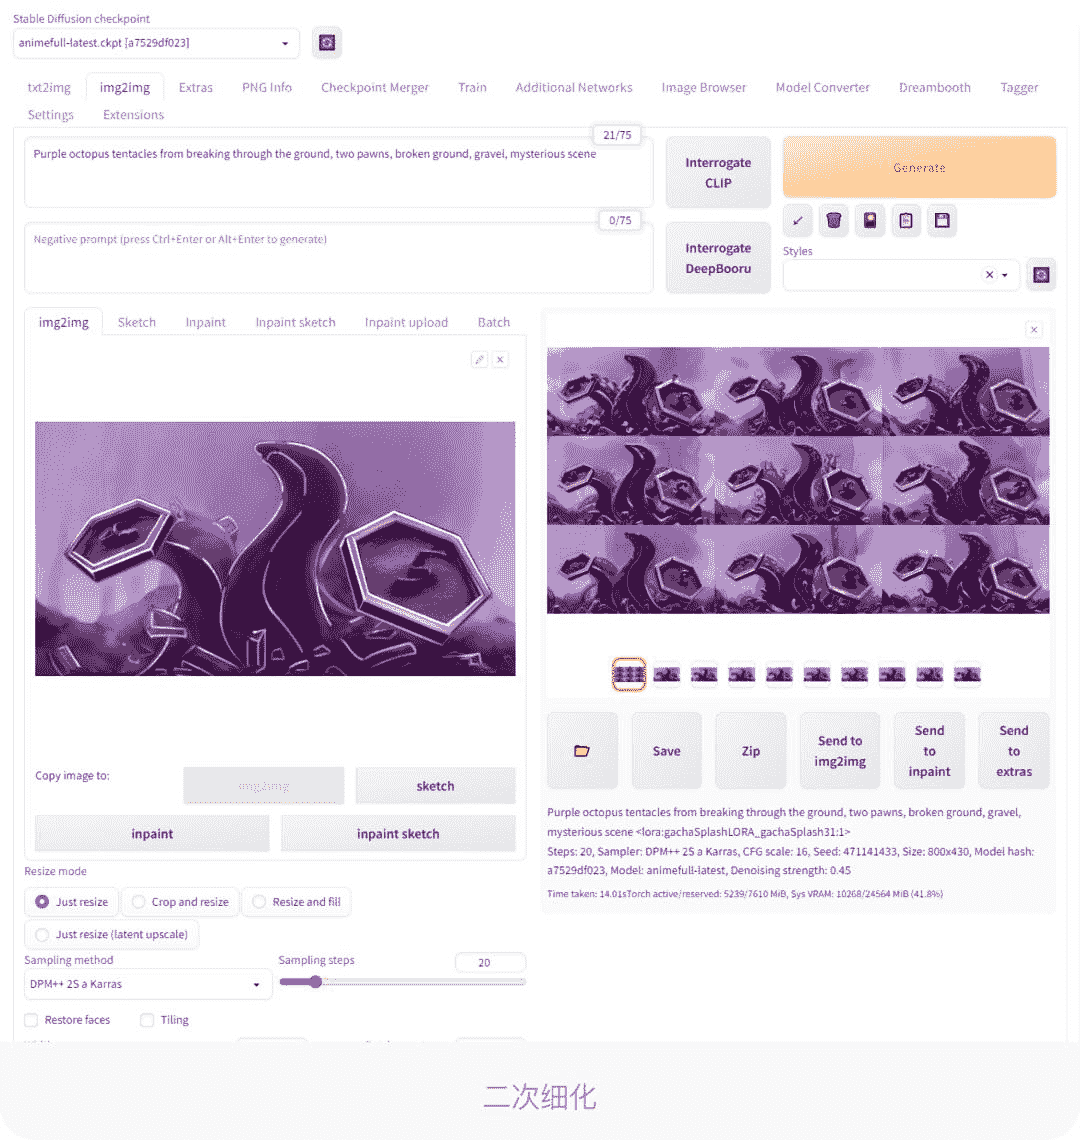 Stable Diffusion checkpoint
animefull-latest.ckpt [a7529df023]
txt2img img2img Extras PNG Info Checkpoint Merger Train Additional Networks Image Browser Model Converter Dreambooth Tagger
Settings Extensions
21/75
Purple octopus tentacles from breaking through the ground, two pawns, broken ground, gravel, mysterious scene
Interrogate
CLIP
Generate
0/75
Negative prompt (press Ctrl+Enter or Alt+Enter to generate)
Interrogate
DeepBooru
Styles
img2img Sketch Inpaint Inpaint sketch Inpaint upload Batch
Copy image to:
img2img
sketch
inpaint
inpaint sketch
Save
Zip
Send to
img2img
Send
to
inpaint
Send
to
extras
Purple octopus tentacles from breaking through the ground, two pawns, broken ground, gravel,
mysterious scene <lora:gachaSplashLORA_gachaSplash31:1>
Steps: 20, Sampler: DPM++ 2S a Karras, CFG scale: 16, Seed: 471141433, Size: 800x430, Model hash:
a7529df023, Model: animefull-latest, Denoising strength: 0.45
Time taken: 14.01sTorch active/reserved: 5239/7610 MiB, Sys VRAM: 10268/24564 MiB (41.8%)
Resize mode
Just resize Crop and resize Resize and fill
Just resize (latent upscale)
Sampling method
DPM++ 2S a Karras
Sampling steps
20
Restore faces Tiling
二次细化